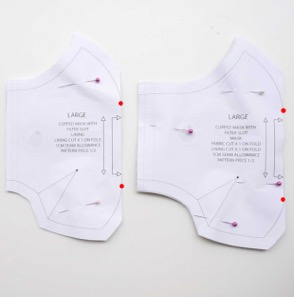 LARGE
CUPPED MASK WITH
FILTER SLOT
LINING
LINING CUT X 1 ON FOLD
1CM SEAM ALLOWANCE
PATTERN PIECE 1/2
LARGE
CUPPED MASK WITH
FILTER SLOT
MASK
FABRIC CUT X 1 ON FOLD
LINING CUT X 1 ON FOLD
1CM SEAM ALLOWANCE
PATTERN PIECE 1/2